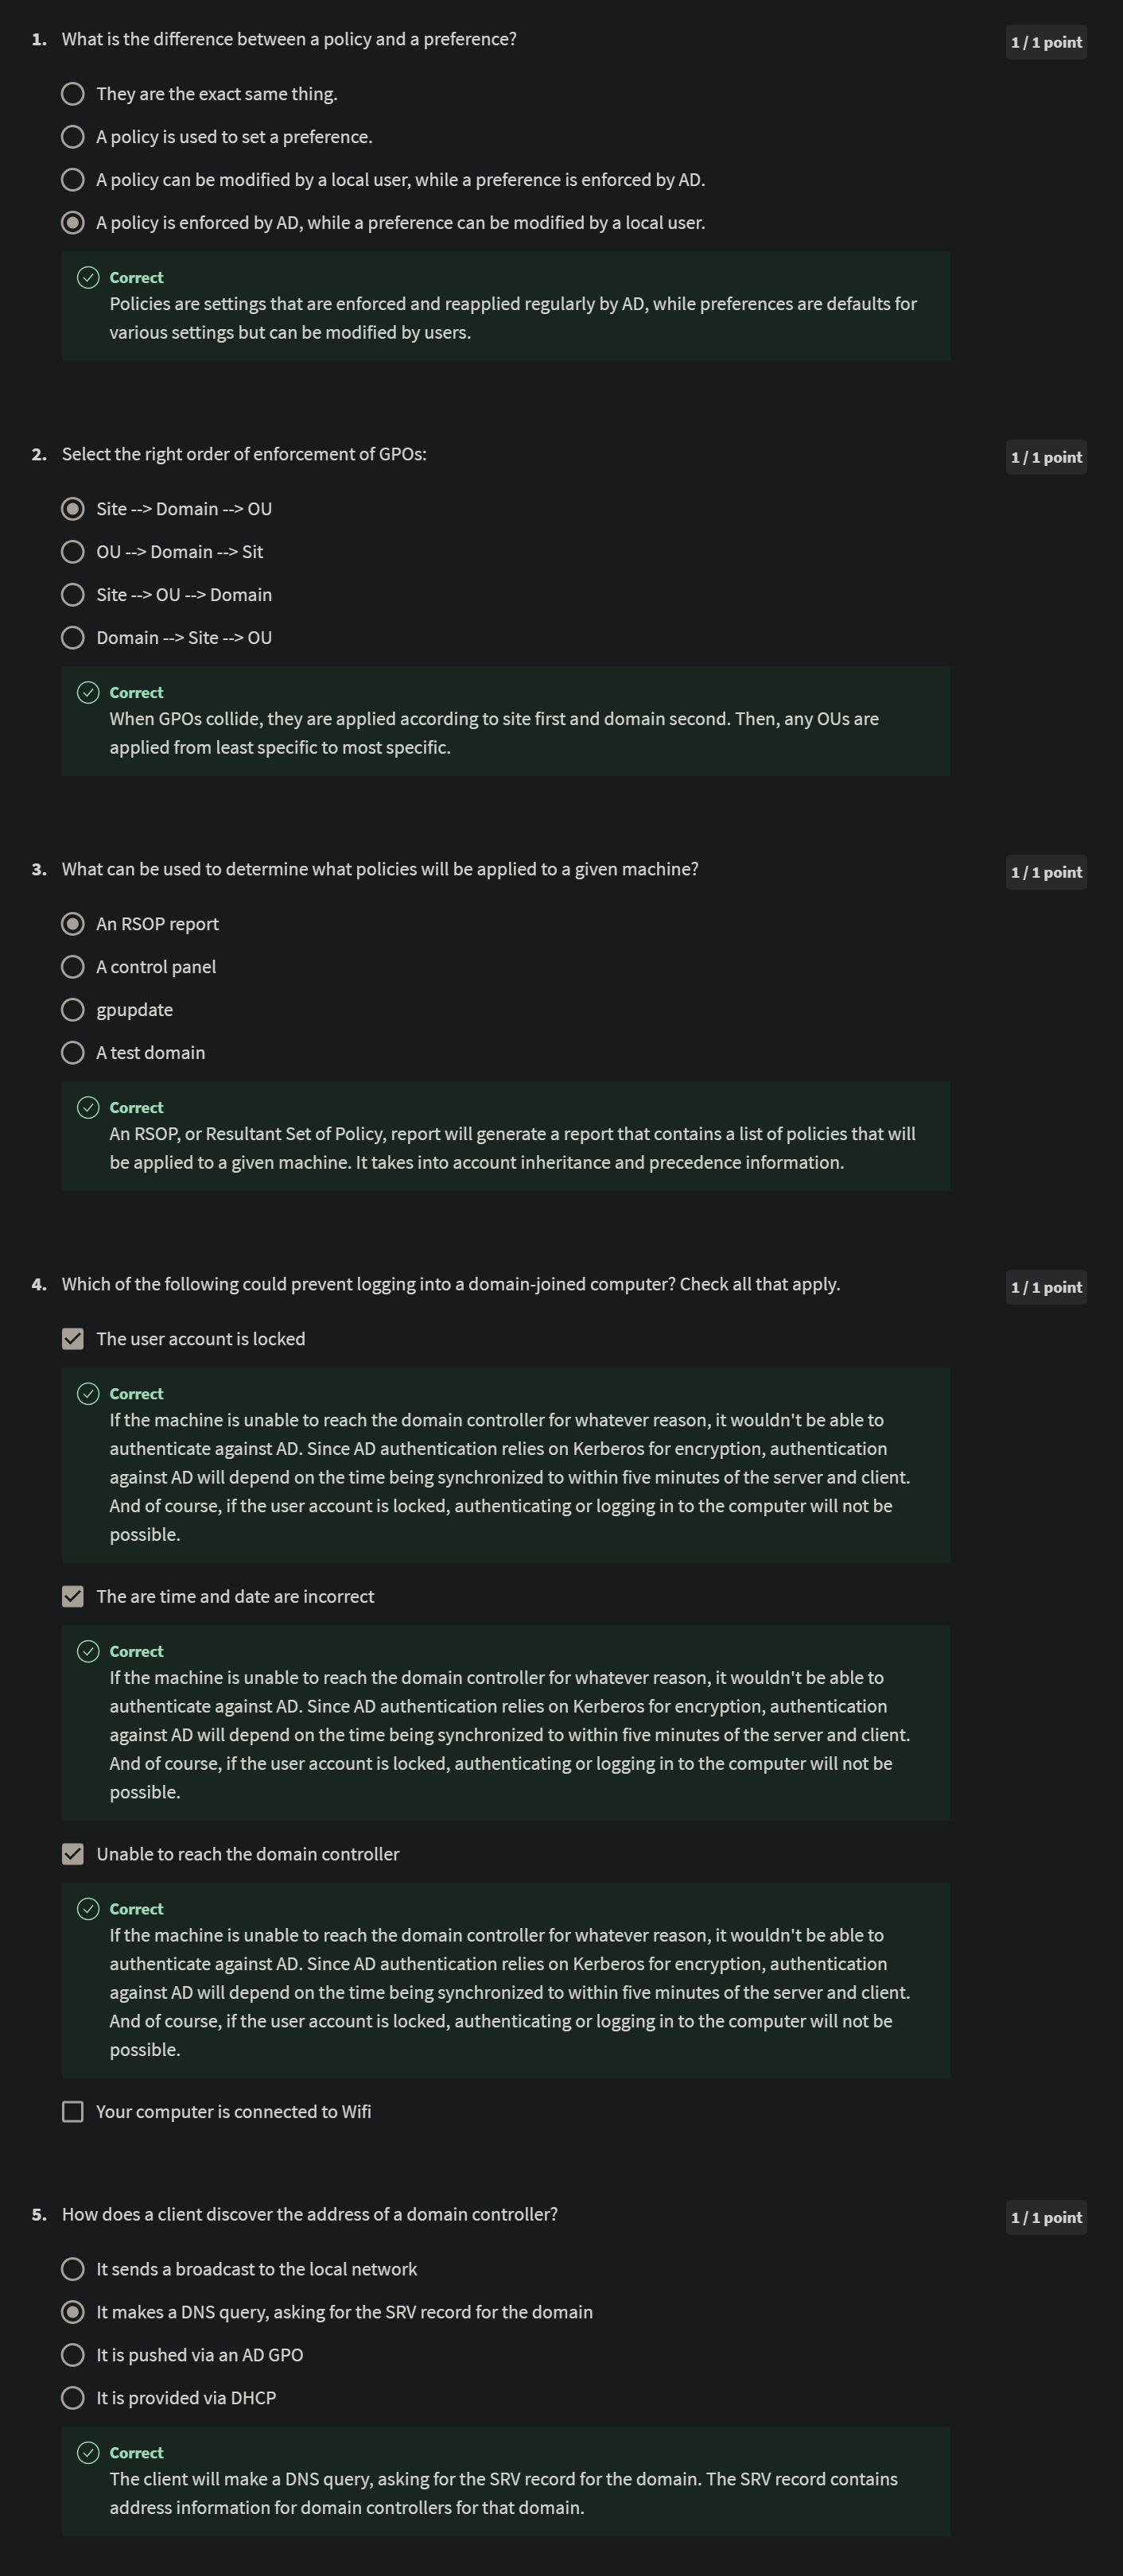 1. What is the difference between a policy and a preference?
1 / 1 point
They are the exact same thing.
A policy is used to set a preference.
A policy can be modified by a local user, while a preference is enforced by AD.
A policy is enforced by AD, while a preference can be modified by a local user.
Correct
Policies are settings that are enforced and reapplied regularly by AD, while preferences are defaults for
various settings but can be modified by users.
2. Select the right order of enforcement of GPOs:
1 / 1 point
Site --> Domain --> OU
OU --> Domain --> Sit
Site --> OU --> Domain
Domain --> Site --> OU
Correct
When GPOs collide, they are applied according to site first and domain second. Then, any OUs are
applied from least specific to most specific.
3. What can be used to determine what policies will be applied to a given machine?
1 / 1 point
An RSOP report
A control panel
gpupdate
A test domain
Correct
An RSOP, or Resultant Set of Policy, report will generate a report that contains a list of policies that will
be applied to a given machine. It takes into account inheritance and precedence information.
4. Which of the following could prevent logging into a domain-joined computer? Check all that apply.
1 / 1 point
The user account is locked
Correct
If the machine is unable to reach the domain controller for whatever reason, it wouldn't be able to
authenticate against AD. Since AD authentication relies on Kerberos for encryption, authentication
against AD will depend on the time being synchronized to within five minutes of the server and client.
And of course, if the user account is locked, authenticating or logging in to the computer will not be
possible.
The are time and date are incorrect
Correct
If the machine is unable to reach the domain controller for whatever reason, it wouldn't be able to
authenticate against AD. Since AD authentication relies on Kerberos for encryption, authentication
against AD will depend on the time being synchronized to within five minutes of the server and client.
And of course, if the user account is locked, authenticating or logging in to the computer will not be
possible.
Unable to reach the domain controller
Correct
If the machine is unable to reach the domain controller for whatever reason, it wouldn't be able to
authenticate against AD. Since AD authentication relies on Kerberos for encryption, authentication
against AD will depend on the time being synchronized to within five minutes of the server and client.
And of course, if the user account is locked, authenticating or logging in to the computer will not be
possible.
Your computer is connected to Wifi
5. How does a client discover the address of a domain controller?
1 / 1 point
It sends a broadcast to the local network
It makes a DNS query, asking for the SRV record for the domain
It is pushed via an AD GPO
It is provided via DHCP
Correct
The client will make a DNS query, asking for the SRV record for the domain. The SRV record contains
address information for domain controllers for that domain.